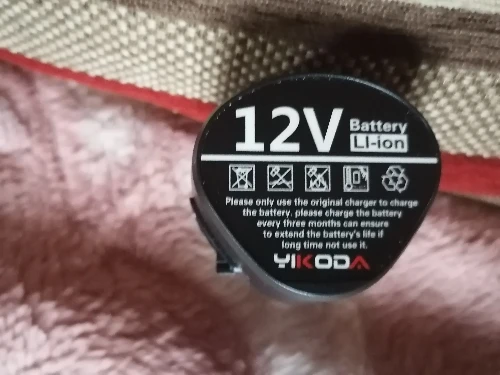 12V Battery
LI-ion
Please only use the original charger to charge
the battery. please charge the battery
every three months can ensure
to extend the battery's life if
long time not use it.
YIKODA